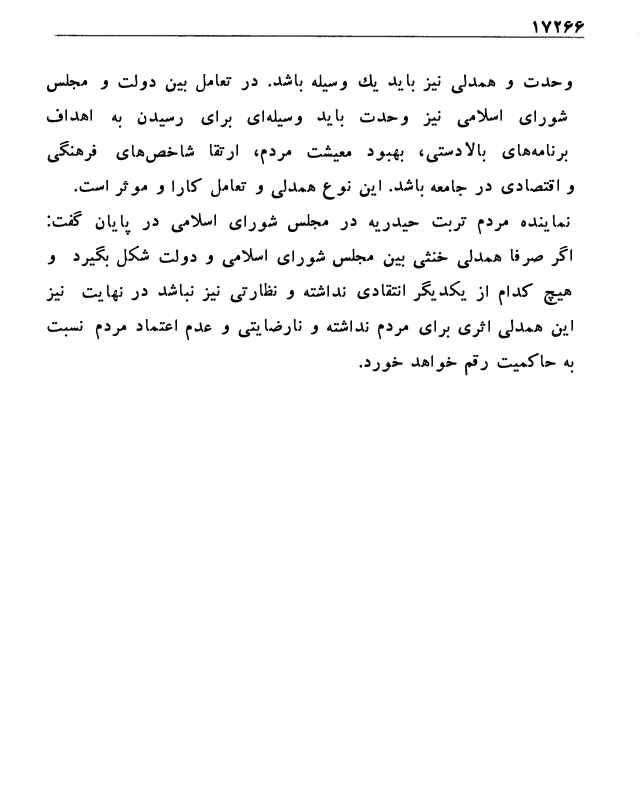 ۱۷۲۶۶
وحدت و همدلی نیز باید یك وسیله باشد. در تعامل بین دولت و مجلس
شورای اسلامی نیز وحدت باید وسیله‌ای برای رسیدن به اهداف
برنامه‌های بالادستی، بهبود معیشت مردم، ارتقا شاخص‌های فرهنگی
و اقتصادی در جامعه باشد. این نوع همدلی و تعامل کارا و موثر است.
نماینده مردم تربت حیدریه در مجلس شورای اسلامی در پایان گفت:
اگر صرفا همدلی خنثی بین مجلس شورای اسلامی و دولت شکل بگیرد و
هیچ کدام از یکدیگر انتقادی نداشته و نظارتی نیز نباشد در نهایت نیز
این همدلی اثری برای مردم نداشته و نارضایتی و عدم اعتماد مردم نسبت
به حاکمیت رقم خواهد خورد.